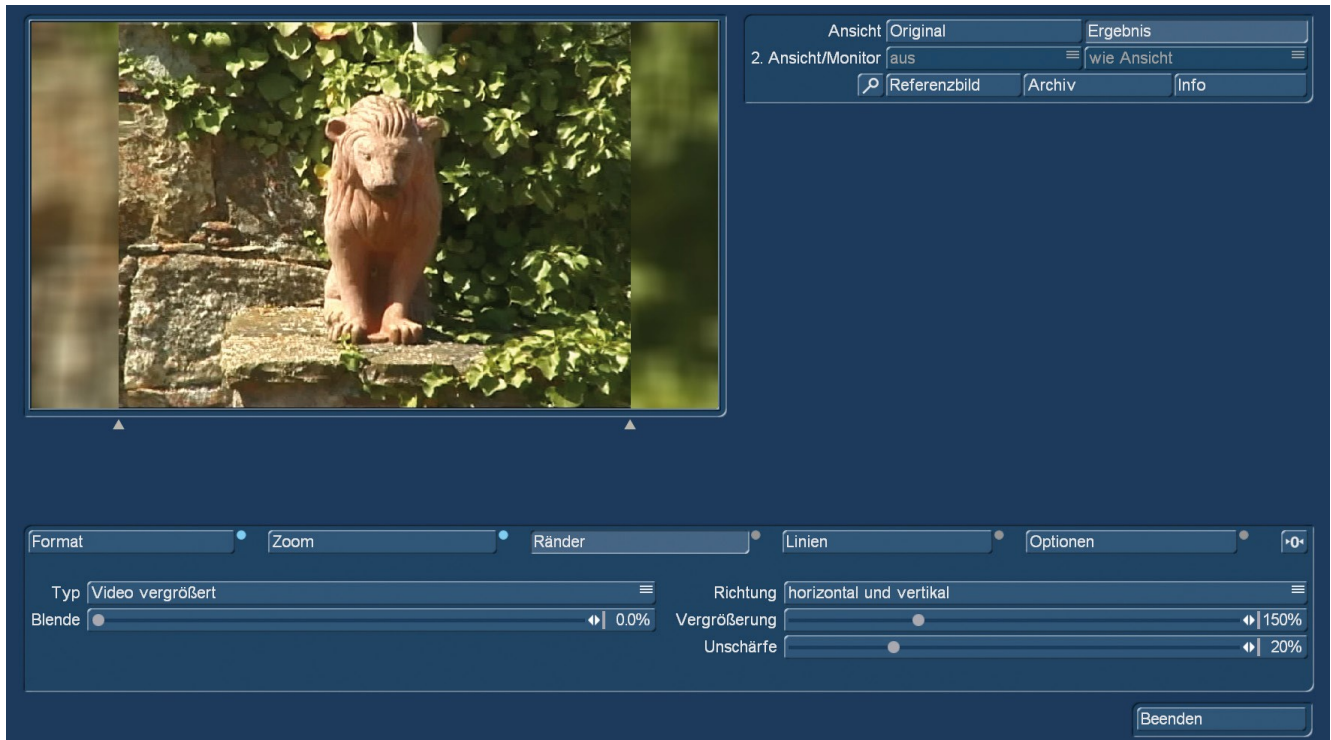 Ansicht Original Ergebnis
2. Ansicht/Monitor aus wie Ansicht
Referenzbild Archiv Info
Format Zoom Ränder Linien Optionen 0
Typ Video vergrößert Richtung horizontal und vertikal
Blende 0.0% Vergrößerung 150%
Unschärfe 20%
Beenden